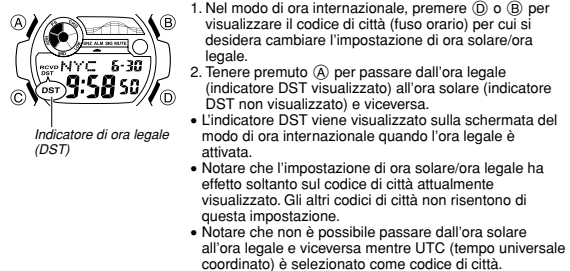 A
B
SNZ ALM SIG MUTE
RCVD
DST
NYC 6-30
DST
9:58 50
C
D
Indicatore di ora legale
(DST)
1. Nel modo di ora internazionale, premere D o B per
visualizzare il codice di città (fuso orario) per cui si
desidera cambiare l'impostazione di ora solare/ora
legale.
2. Tenere premuto A per passare dall'ora legale
(indicatore DST visualizzato) all'ora solare (indicatore
DST non visualizzato) e viceversa.
• L'indicatore DST viene visualizzato sulla schermata del
modo di ora internazionale quando l'ora legale è
attivata.
• Notare che l'impostazione di ora solare/ora legale ha
effetto soltanto sul codice di città attualmente
visualizzato. Gli altri codici di città non risentono di
questa impostazione.
• Notare che non è possibile passare dall'ora solare
all'ora legale e viceversa mentre UTC (tempo universale
coordinato) è selezionato come codice di città.